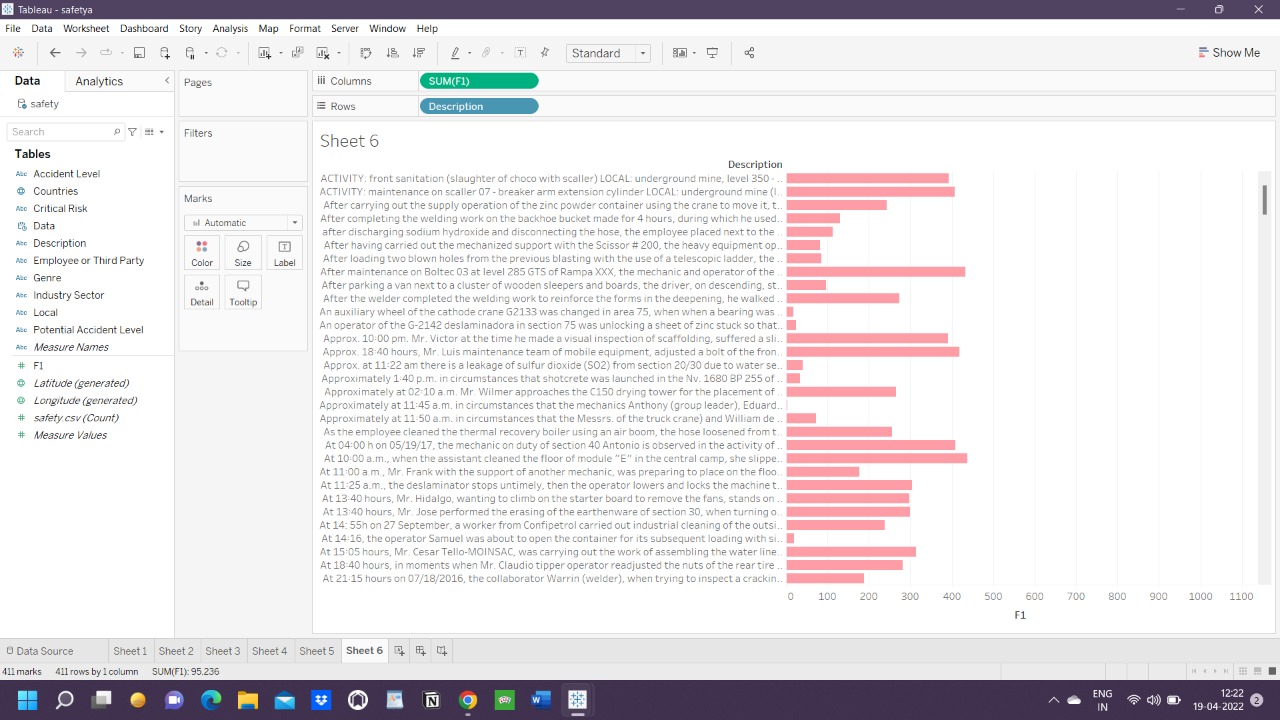 Tableau - safetya
File Data Worksheet Dashboard Story Analysis Map Format Server Window Help
Standard
Show Me
Data Analytics
safety
Search
Tables
Abc Accident Level
Countries
Abc Critical Risk
Data
Abc Description
Abc Employee or Third Party
Abc Genre
Abc Industry Sector
Abc Local
Abc Potential Accident Level
Abc Measure Names
F1
Latitude (generated)
Longitude (generated)
safety.csv (Count)
Measure Values
Pages
Filters
Marks
Automatic
Color Size Label
Detail Tooltip
Columns SUM(F1)
Rows Description
Sheet 6
Description
ACTIVITY: front sanitation (slaughter of choco with scaller) LOCAL: underground mine, level 350 - ..
ACTIVITY: maintenance on scaller 07 - breaker arm extension cylinder LOCAL: underground mine (l..
After carrying out the supply operation of the zinc powder container using the crane to move it, t..
After completing the welding work on the backhoe bucket made for 4 hours, during which he used..
after discharging sodium hydroxide and disconnecting the hose, the employee placed next to the ..
After having carried out the mechanized support with the Scissor # 200, the heavy equipment op..
After loading two blown holes from the previous blasting with the use of a telescopic ladder, the ..
After maintenance on Boltec 03 at level 285 GTS of Rampa XXX, the mechanic and operator of the ..
After parking a van next to a cluster of wooden sleepers and boards, the driver, on descending, st..
After the welder completed the welding work to reinforce the forms in the deepening, he walked ..
An auxiliary wheel of the cathode crane G2133 was changed in area 75, when when a bearing was ..
An operator of the G-2142 deslaminadora in section 75 was unlocking a sheet of zinc stuck so that..
Approx. 10:00 pm. Mr. Victor at the time he made a visual inspection of scaffolding, suffered a sli..
Approx. 18:40 hours, Mr. Luis maintenance team of mobile equipment, adjusted a bolt of the fron..
Approx. at 11:22 am there is a leakage of sulfur dioxide (SO2) from section 20/30 due to water se..
Approximately 1:40 p.m. in circumstances that shotcrete was launched in the Nv. 1680 BP 255 of ..
Approximately at 02:10 a.m. Mr. Wilmer approaches the C150 drying tower for the placement of ..
Approximately at 11:45 a.m. in circumstances that the mechanics Anthony (group leader), Eduard..
Approximately at 11:50 a.m. in circumstances that the Messrs. of the truck crane) and William de ..
As the employee cleaned the thermal recovery boiler using an air boom, the hose loosened from t..
At 04:00 h on 05/19/17, the mechanic on duty of section 40 Antonio is observed in the activity of ..
At 10:00 a.m., when the assistant cleaned the floor of module "E" in the central camp, she slippe..
At 11:00 a.m., Mr. Frank with the support of another mechanic, was preparing to place on the floo..
At 11:25 a.m., the deslaminator stops untimely, then the operator lowers and locks the machine t..
At 13:40 hours, Mr. Hidalgo, wanting to climb on the starter board to remove the fans, stands on ..
At 13:40 hours, Mr. Jose performed the erasing of the earthenware of section 30, when turning o..
At 14: 55h on 27 September, a worker from Confipetrol carried out industrial cleaning of the outsi..
At 14:16, the operator Samuel was about to open the container for its subsequent loading with si..
At 15:05 hours, Mr. Cesar Tello-MOINSAC, was carrying out the work of assembling the water line..
At 18:40 hours, in moments when Mr. Claudio tipper operator readjusted the nuts of the rear tire ..
At 21:15 hours on 07/18/2016, the collaborator Warrin (welder), when trying to inspect a crackin..
0 100 200 300 400 500 600 700 800 900 1000 1100
F1
Data Source Sheet 1 Sheet 2 Sheet 3 Sheet 4 Sheet 5 Sheet 6
411 marks 411 rows by 1 column SUM(F1): 95,236
ENG
IN
12:22
19-04-2022
2